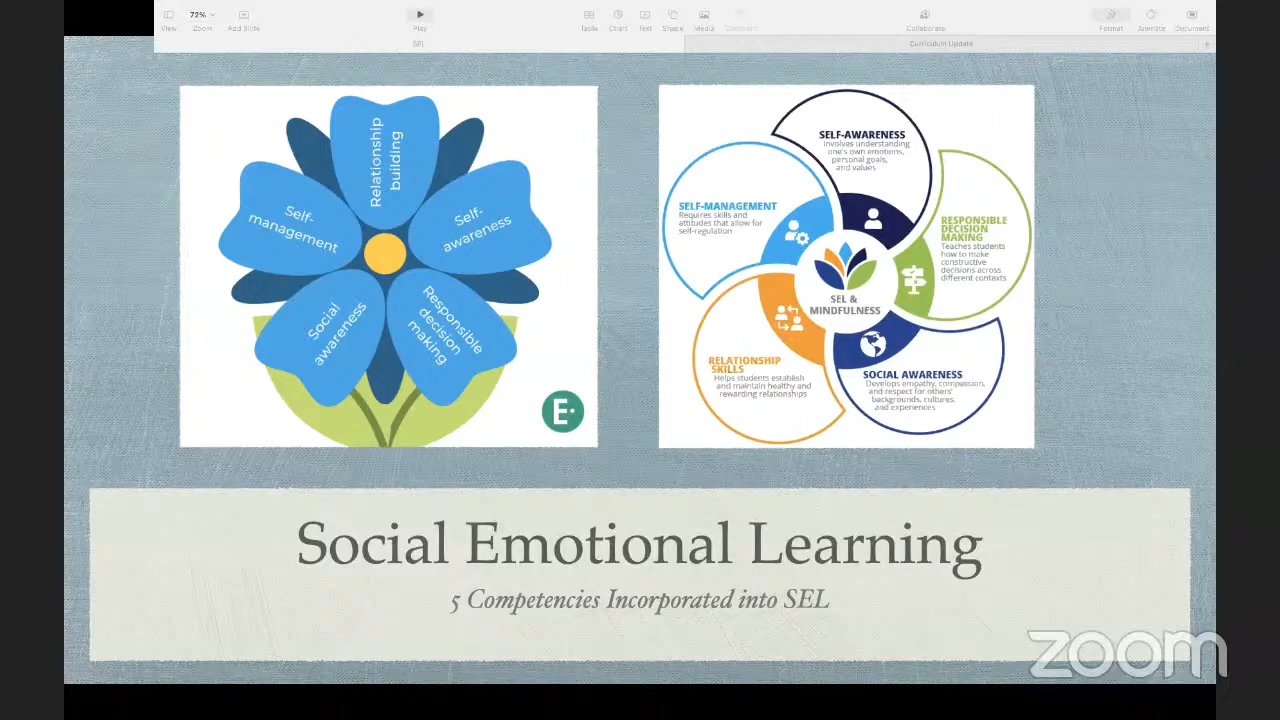 72%
View
Zoom
Add Slide
Play
Table
Chart
Text
Shape
Media
Comment
Collaborate
Format
Animate
Document
SEL
Curriculum Update
Relationship
building
Self-
management
Self-
awareness
Social
awareness
Responsible
decision
making
E
SELF-AWARENESS
Involves understanding
one's own emotions,
personal goals,
and values
SELF-MANAGEMENT
Requires skills and
attitudes that allow for
self-regulation
RESPONSIBLE
DECISION
MAKING
Teaches students
how to make
constructive
decisions across
different contexts
SEL &
MINDFULNESS
RELATIONSHIP
SKILLS
Helps students establish
and maintain healthy and
rewarding relationships
SOCIAL AWARENESS
Develops empathy, compassion,
and respect for others'
backgrounds, cultures,
and experiences
Social Emotional Learning
5 Competencies Incorporated into SEL
zoom